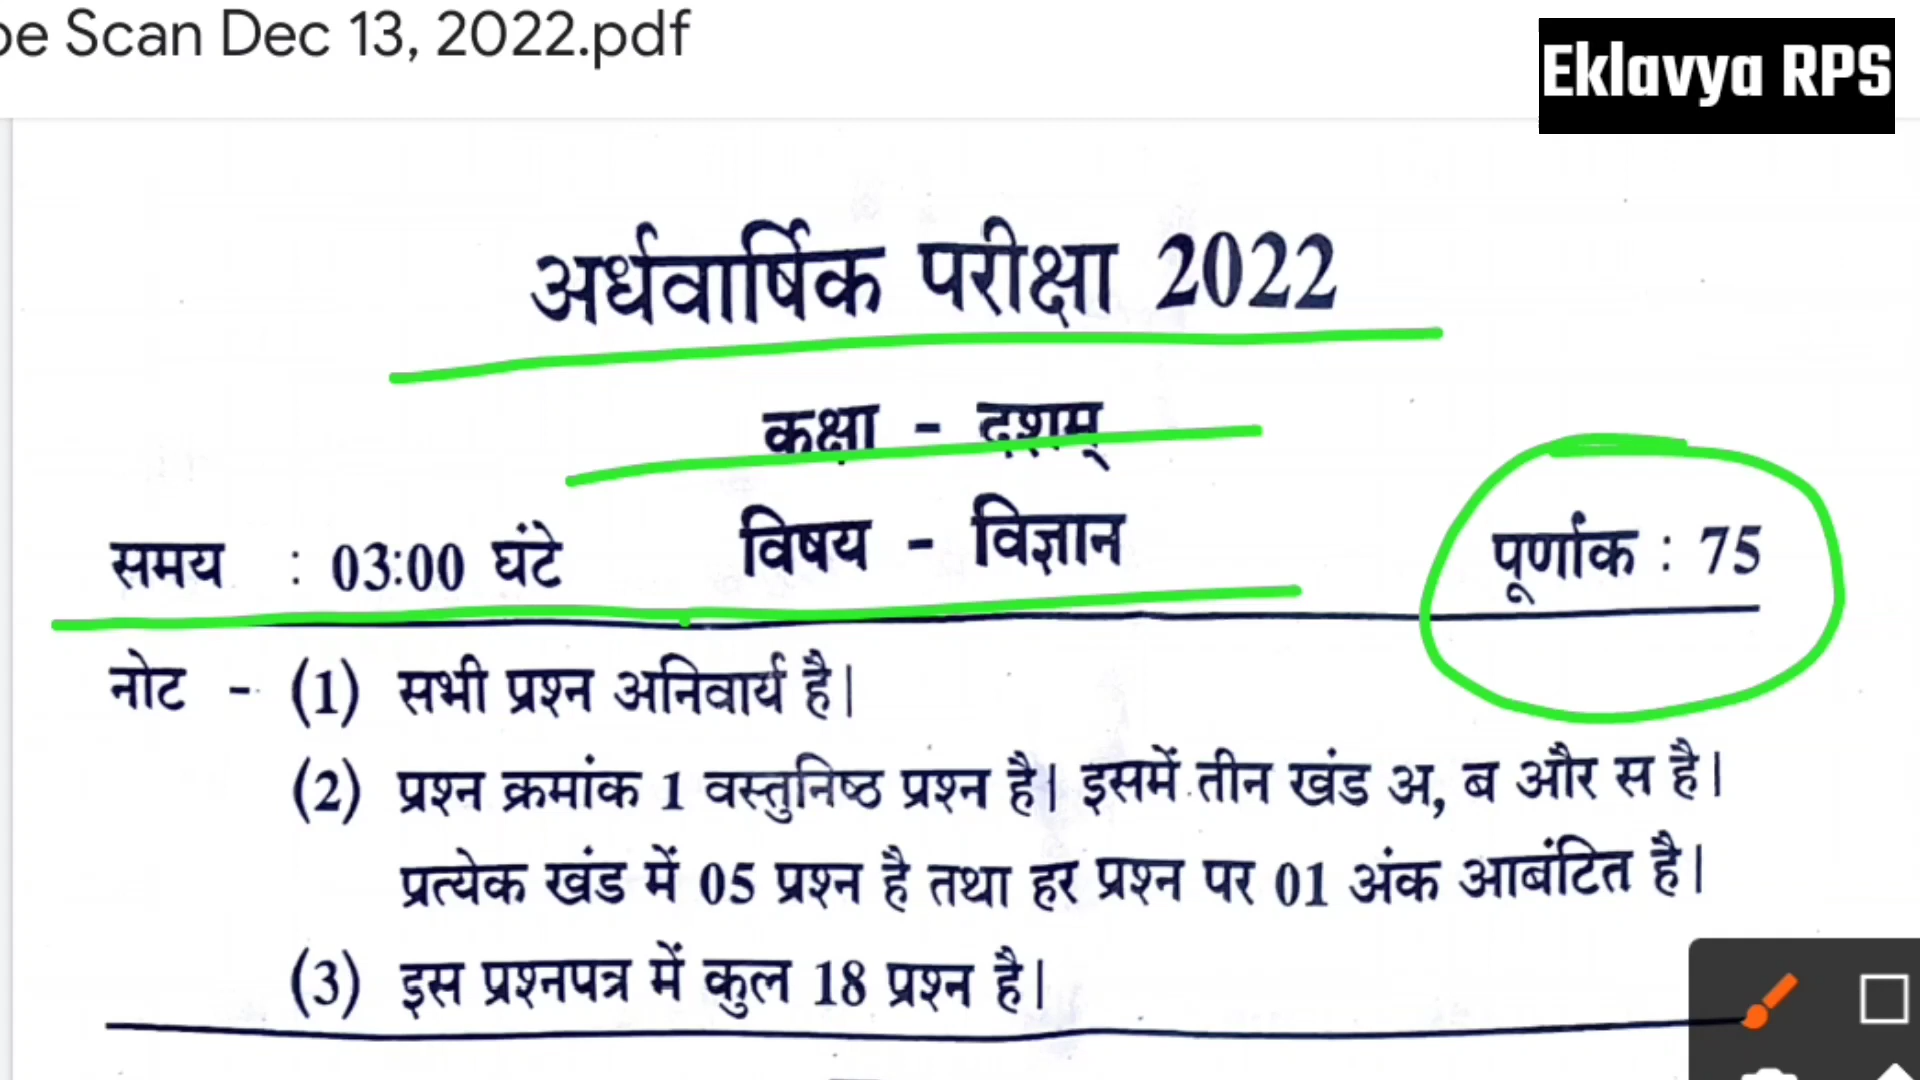 be Scan Dec 13, 2022.pdf
Eklavya RPS
अर्धवार्षिक परीक्षा 2022
कक्षा - दशम्
समय : 03:00 घंटे विषय - विज्ञान पूर्णांक : 75
नोट - (1) सभी प्रश्न अनिवार्य है।
(2) प्रश्न क्रमांक 1 वस्तुनिष्ठ प्रश्न है। इसमें तीन खंड अ, ब और स है।
प्रत्येक खंड में 05 प्रश्न है तथा हर प्रश्न पर 01 अंक आबंटित है।
(3) इस प्रश्नपत्र में कुल 18 प्रश्न है।